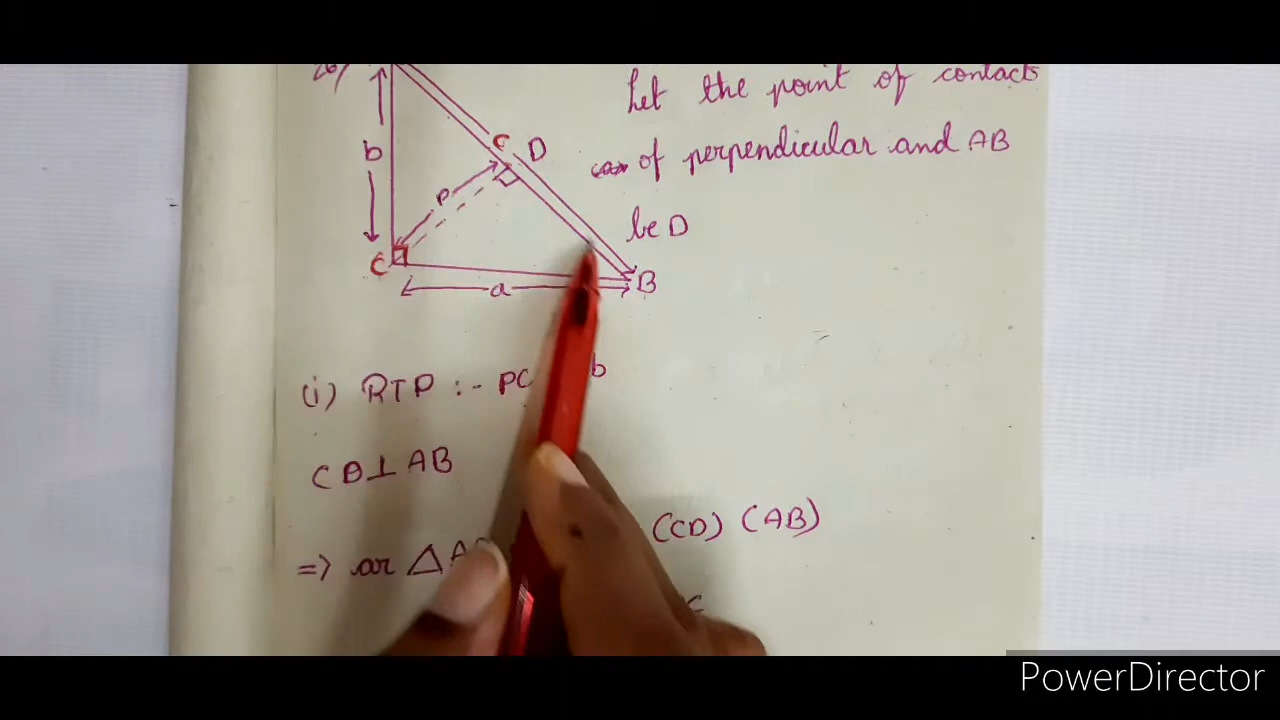 Let the point of contacts
b
C D
of perpendicular and AB
p
be D
C
a
B
(i) RTP :- PC b
CD⊥AB
=> ar △A (CD) (AB)
PowerDirector